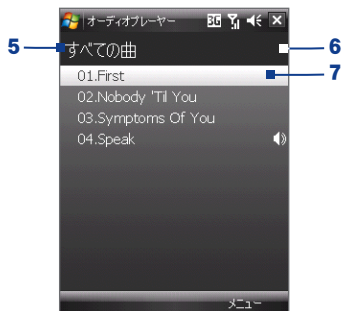 オーディオプレーヤー 3G
5 すべての曲 6
01.First 7
02.Nobody 'Til You
03.Symptoms Of You
04.Speak
メニュー